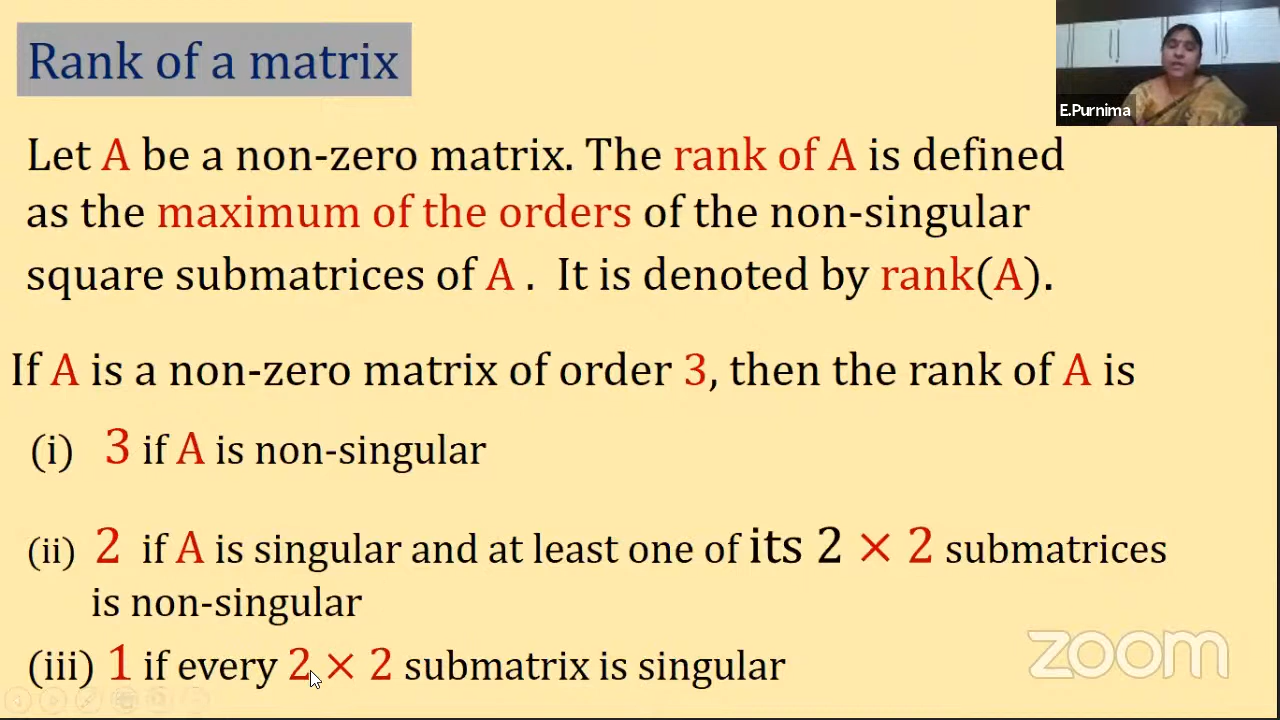 Rank of a matrix
E.Purnima
Let A be a non-zero matrix. The rank of A is defined
as the maximum of the orders of the non-singular
square submatrices of A . It is denoted by rank(A).
If A is a non-zero matrix of order 3, then the rank of A is
(i) 3 if A is non-singular
(ii) 2 if A is singular and at least one of its 2 × 2 submatrices
is non-singular
(iii) 1 if every 2 × 2 submatrix is singular
zoom